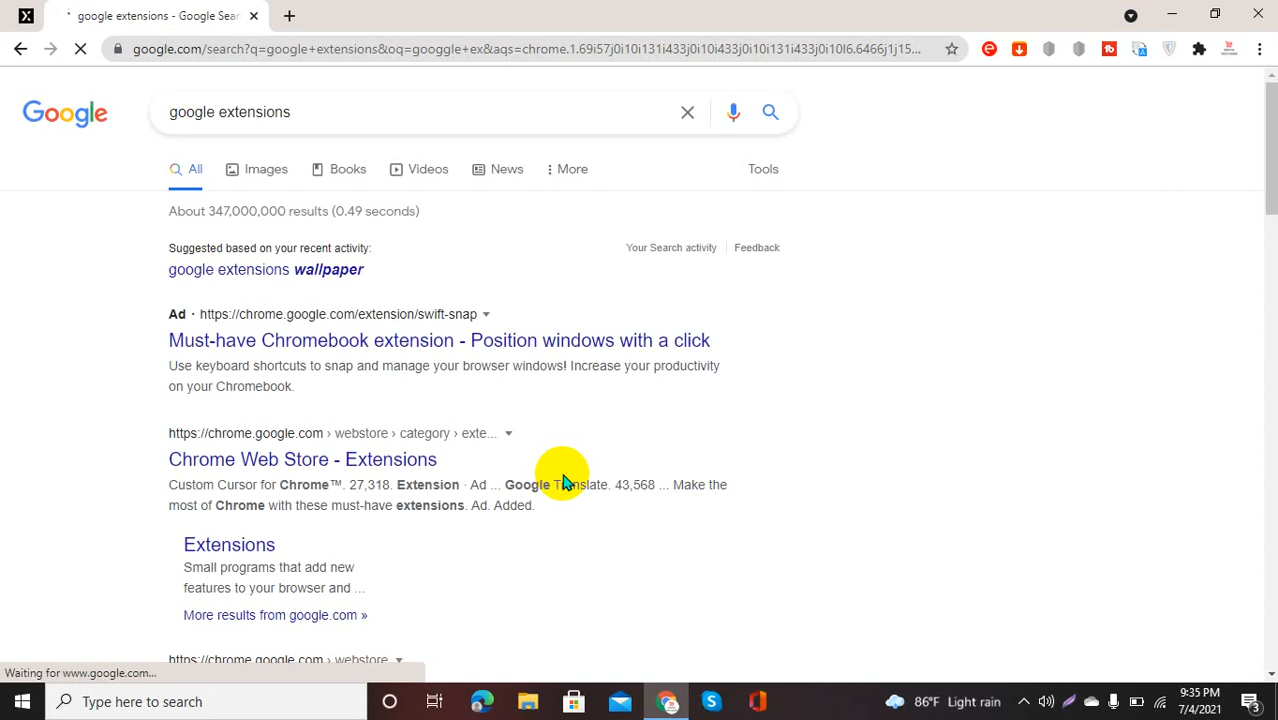 google extensions - Google Sear
google.com/search?q=google+extensions&oq=goggle+ex&aqs=chrome.1.69i57j0i10i131i433j0i10i433j0i10i131i433j0i10l6.6466j1j15...
Google
google extensions
All
Images
Books
Videos
News
More
Tools
About 347,000,000 results (0.49 seconds)
Suggested based on your recent activity:
Your Search activity
Feedback
google extensions wallpaper
Ad · https://chrome.google.com/extension/swift-snap
Must-have Chromebook extension - Position windows with a click
Use keyboard shortcuts to snap and manage your browser windows! Increase your productivity
on your Chromebook.
https://chrome.google.com › webstore › category › exte...
Chrome Web Store - Extensions
Custom Cursor for Chrome™. 27,318. Extension · Ad ... Google Translate. 43,568 ... Make the
most of Chrome with these must-have extensions. Ad. Added.
Extensions
Small programs that add new
features to your browser and ...
More results from google.com »
https://chrome.google.com › webstore
Waiting for www.google.com...
Type here to search
86°F Light rain
9:35 PM
7/4/2021
3